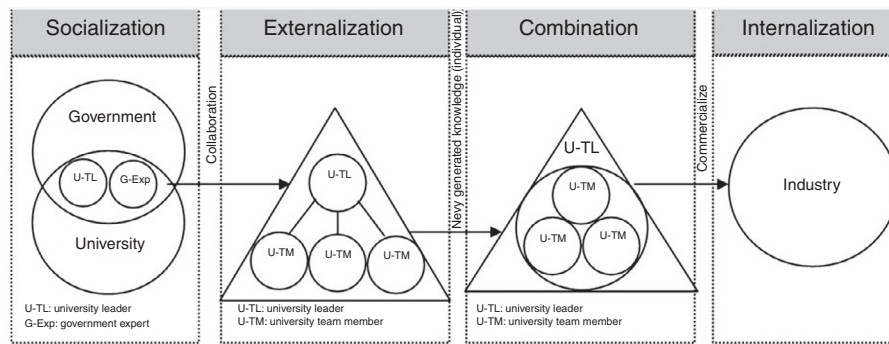 Socialization
Government
U-TL
G-Exp
University
U-TL: university leader
G-Exp: government expert
Collaboration
Externalization
U-TL
U-TM
U-TM
U-TM
U-TL: university leader
U-TM: university team member
Nevy generated knowledge (individual)
Combination
U-TL
U-TM
U-TM
U-TM
U-TL: university leader
U-TM: university team member
Commercialize
Internalization
Industry